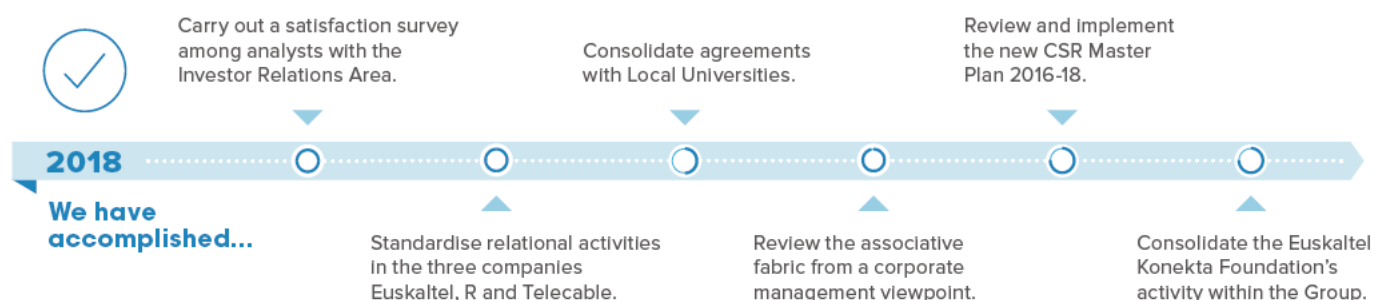 Carry out a satisfaction survey
among analysts with the
Investor Relations Area.
Consolidate agreements
with Local Universities.
Review and implement
the new CSR Master
Plan 2016-18.
2018
We have
accomplished...
Standardise relational activities
in the three companies
Euskaltel, R and Telecable.
Review the associative
fabric from a corporate
management viewpoint.
Consolidate the Euskaltel
Konekta Foundation's
activity within the Group.